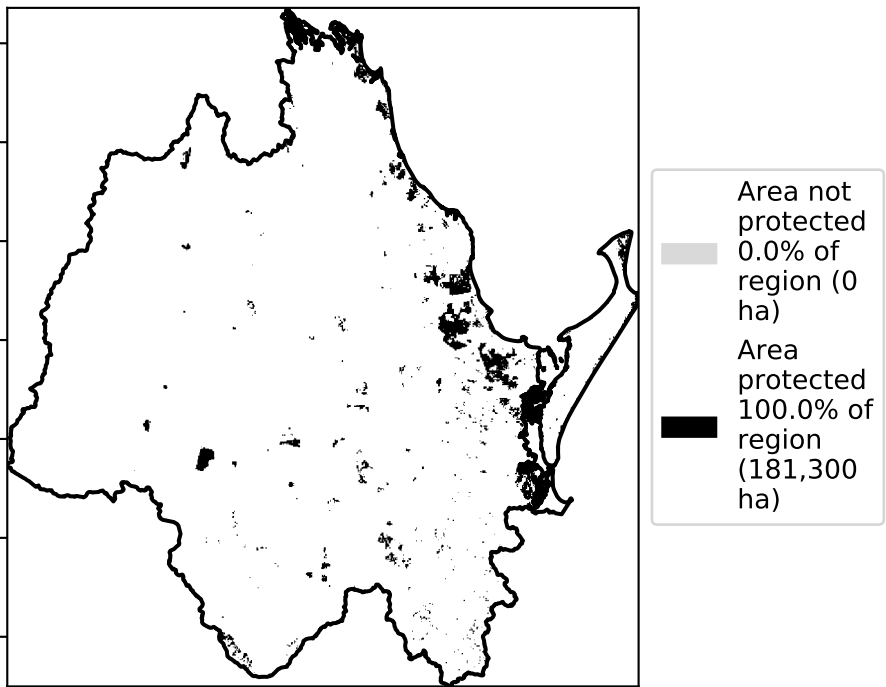 Area not
protected
0.0% of
region (0
ha)
Area
protected
100.0% of
region
(181,300
ha)